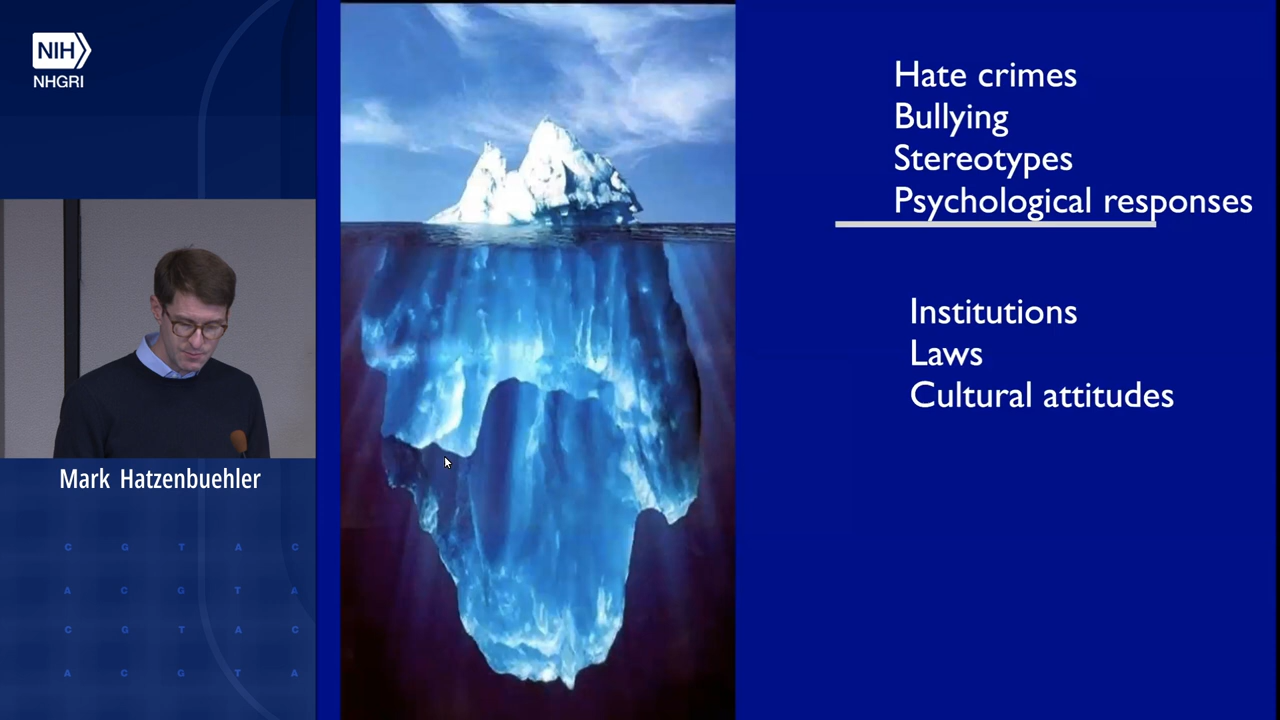 NIH
NHGRI
Mark Hatzenbuehler
C G T A C
A C G T A
C G T A C
A C G T A
Hate crimes
Bullying
Stereotypes
Psychological responses
Institutions
Laws
Cultural attitudes